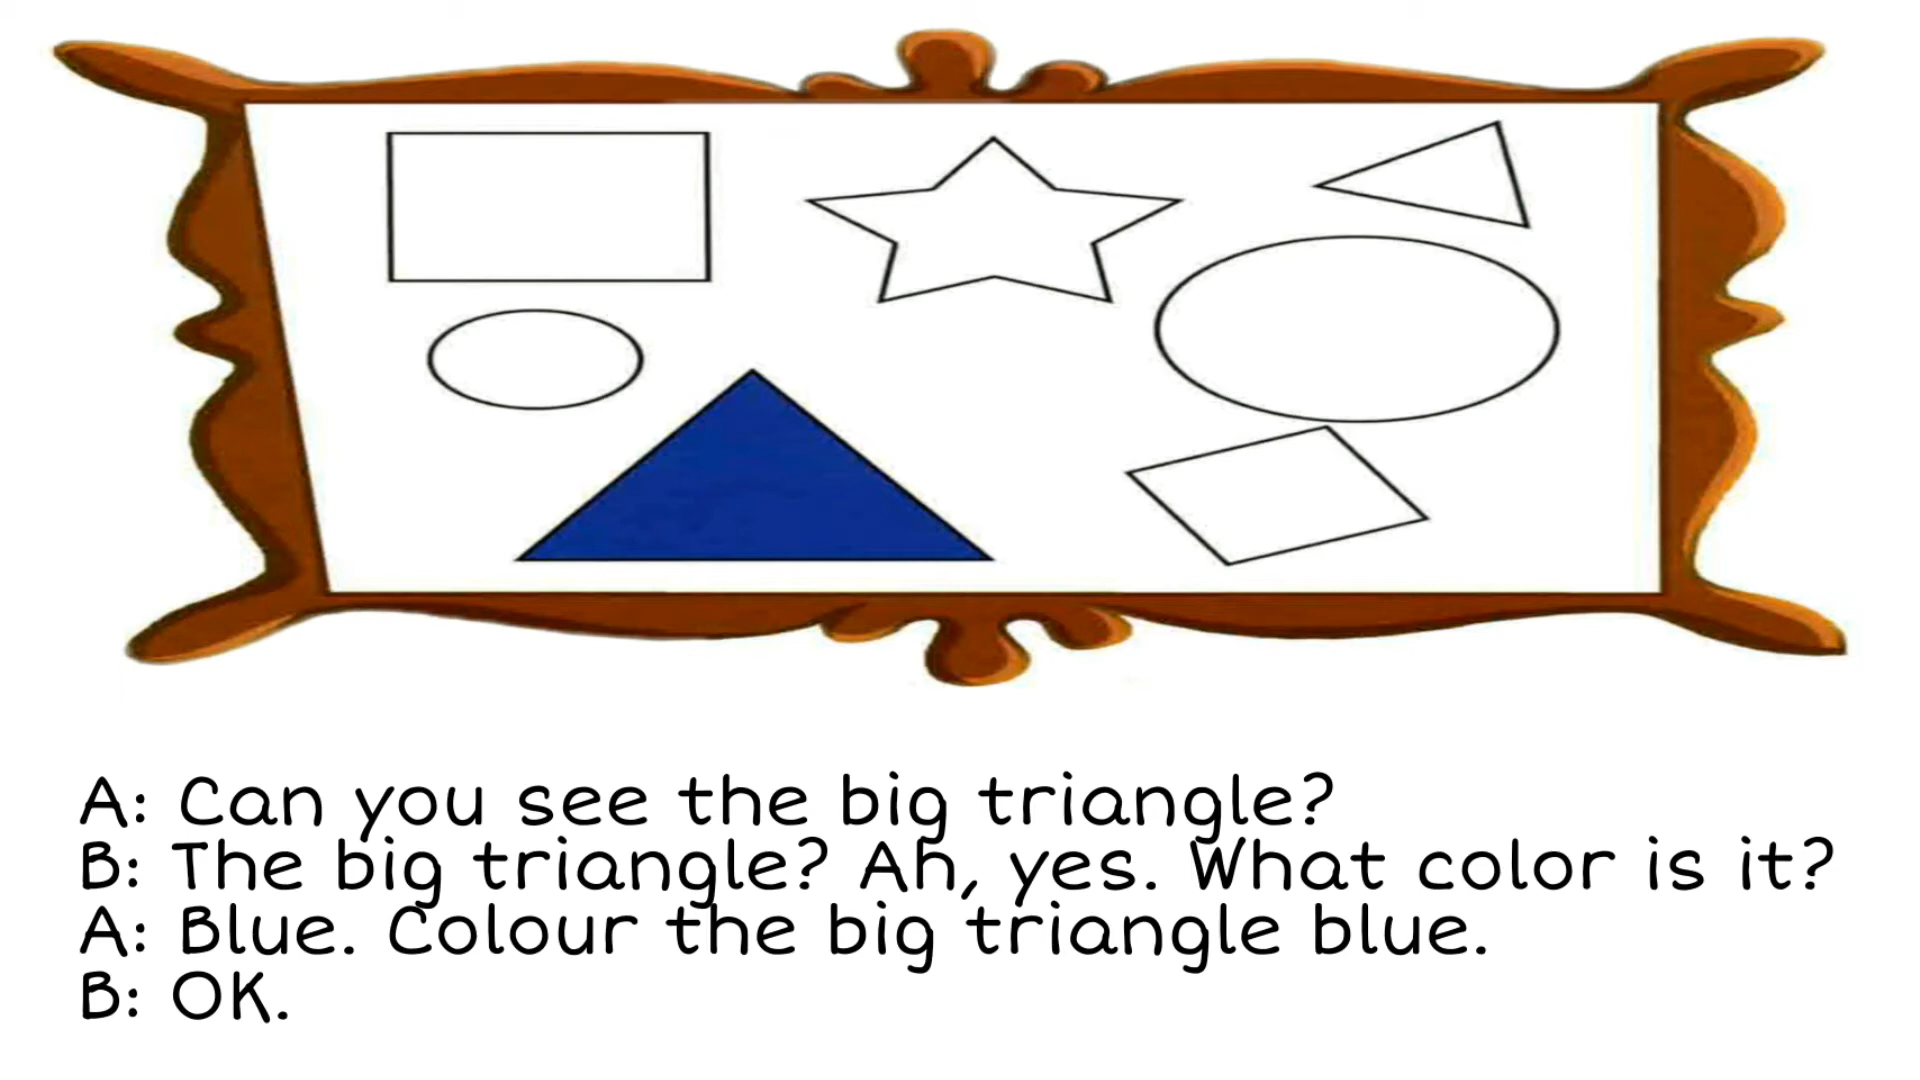 A: Can you see the big triangle?
B: The big triangle? Ah, yes. What color is it?
A: Blue. Colour the big triangle blue.
B: OK.